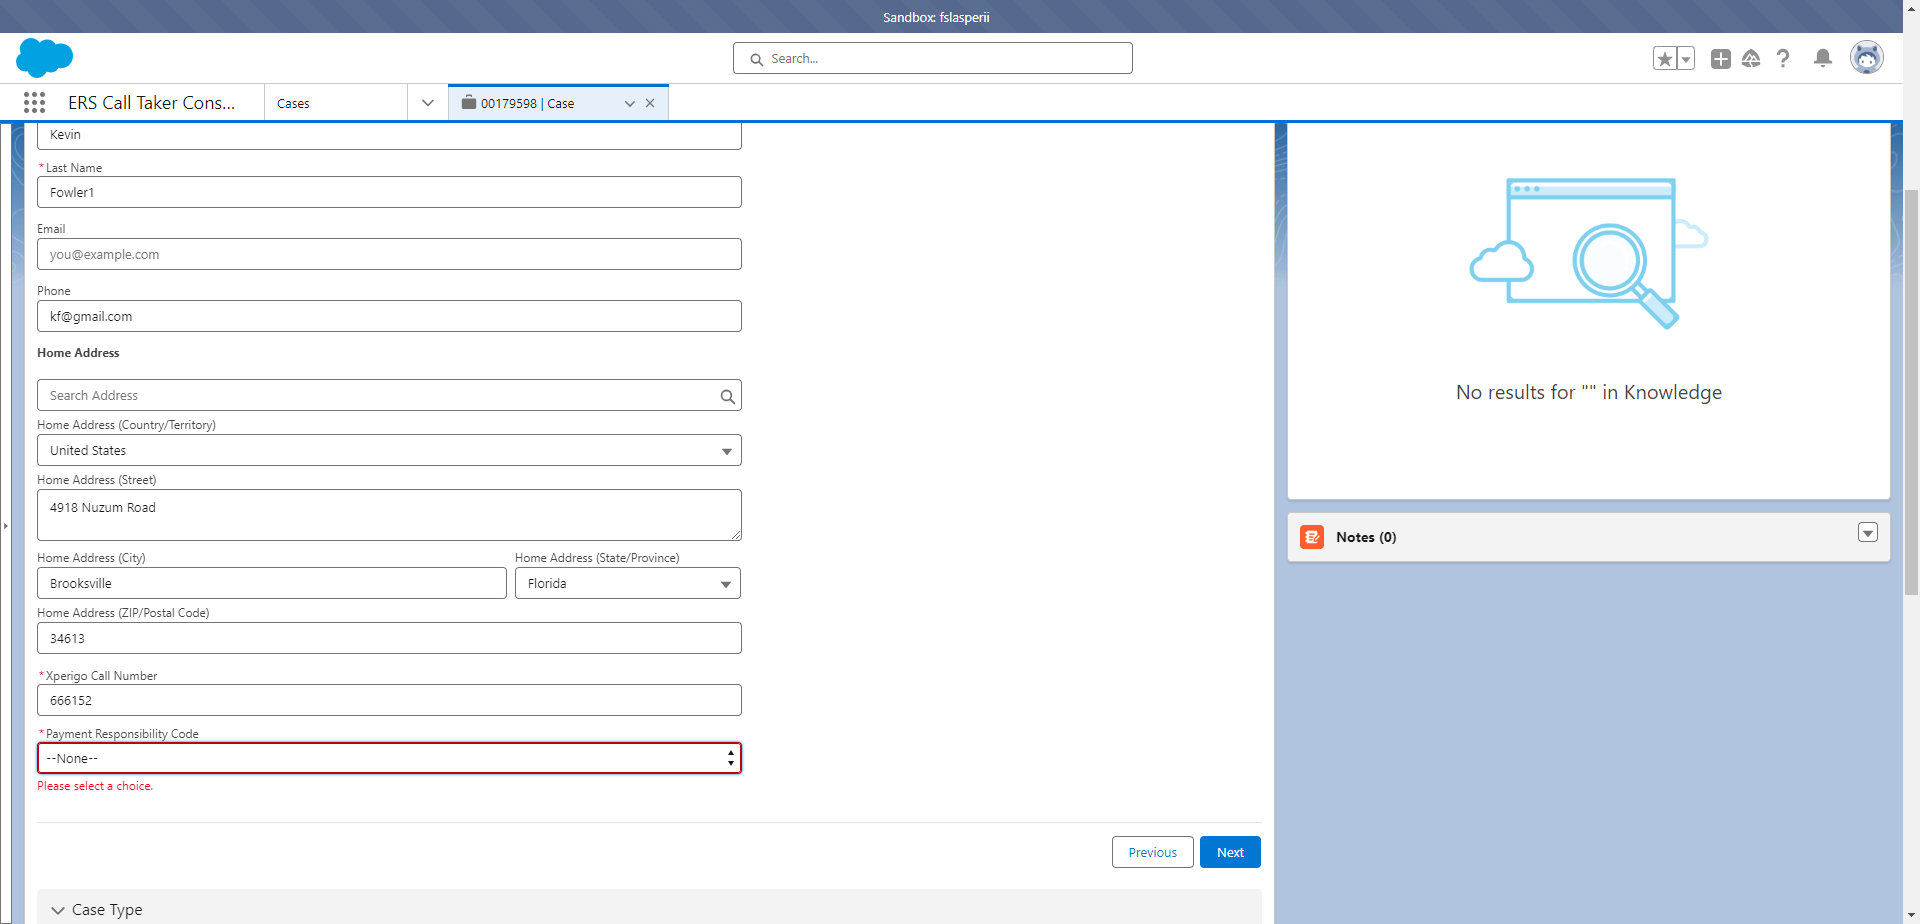 Sandbox: fslasperii
Search...
ERS Call Taker Cons...
Cases
00179598 | Case
Kevin
*Last Name
Fowler1
Email
you@example.com
Phone
kf@gmail.com
Home Address
Search Address
Home Address (Country/Territory)
United States
Home Address (Street)
4918 Nuzum Road
Home Address (City) Home Address (State/Province)
Brooksville Florida
Home Address (ZIP/Postal Code)
34613
*Xperigo Call Number
666152
*Payment Responsibility Code
--None--
Please select a choice.
Previous Next
Case Type
No results for "" in Knowledge
Notes (0)